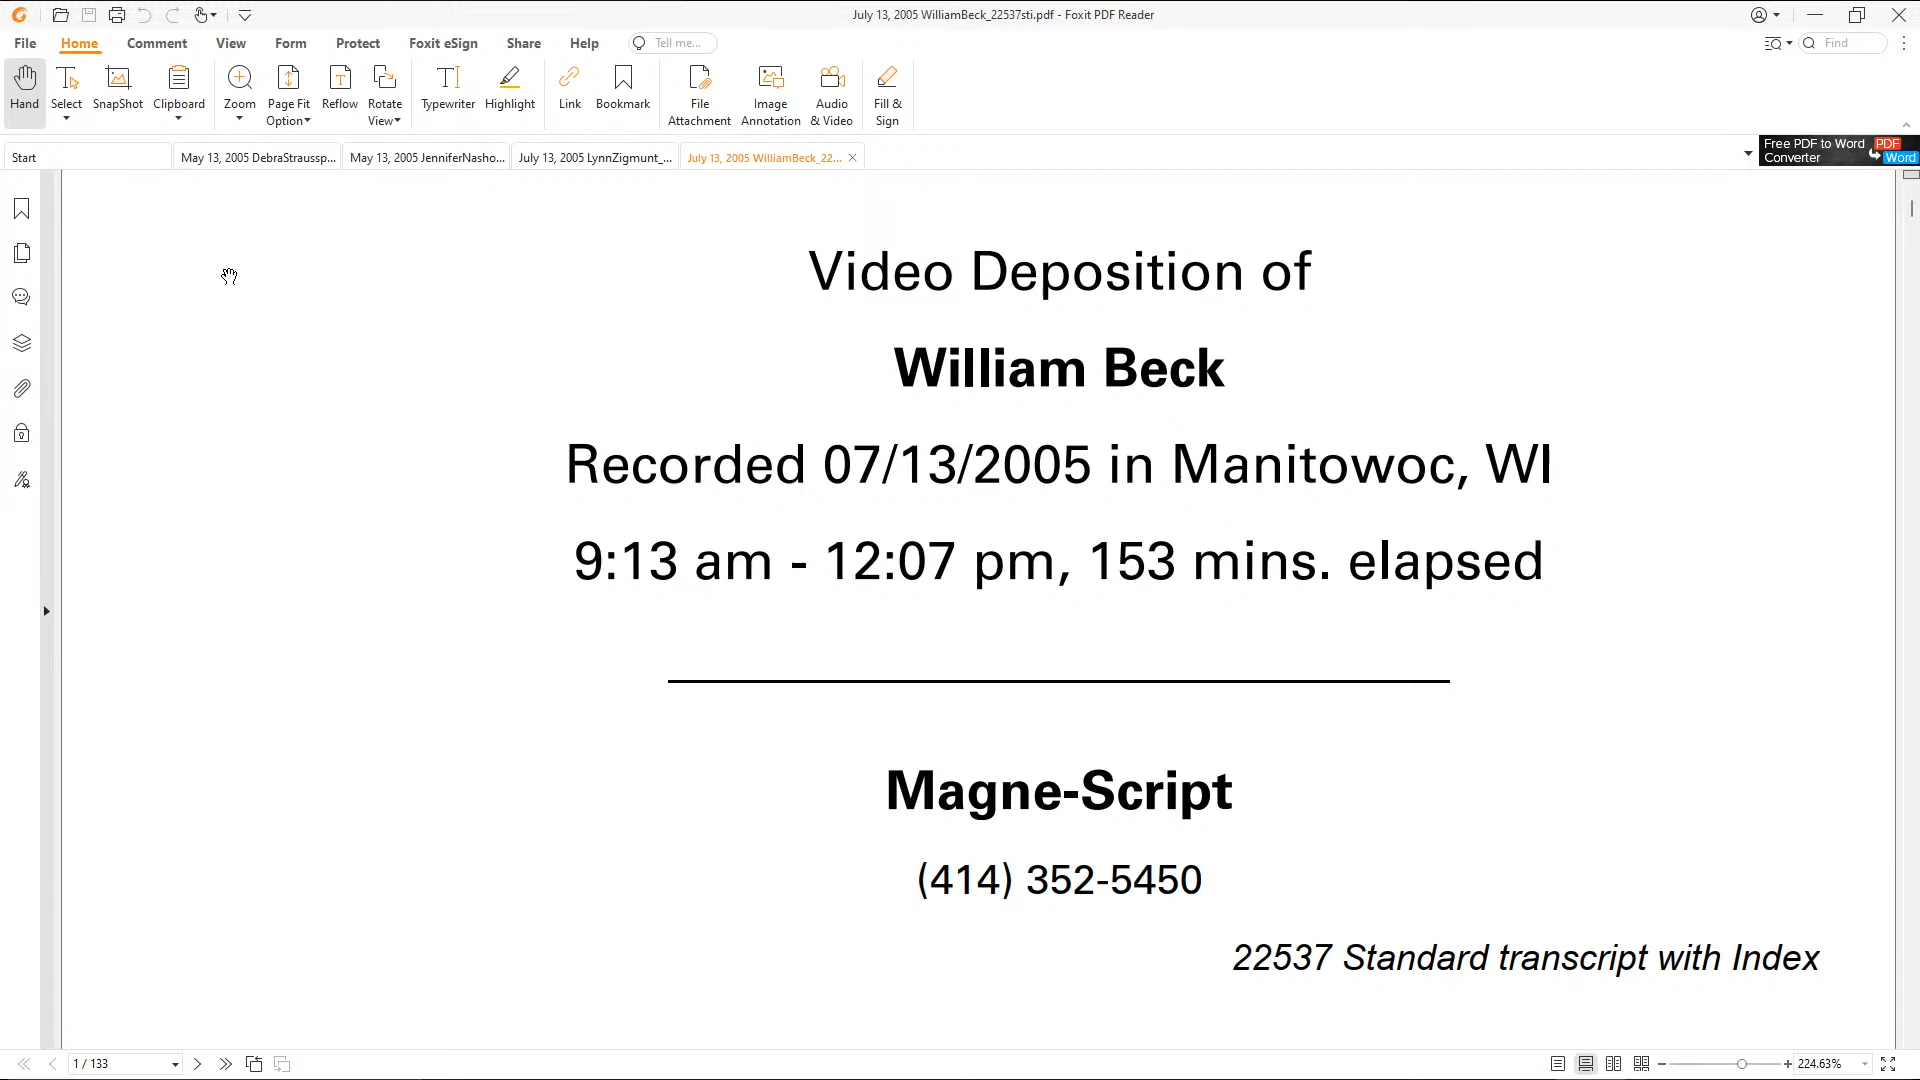 July 13, 2005 WilliamBeck_22537sti.pdf - Foxit PDF Reader
File Home Comment View Form Protect Foxit eSign Share Help Tell me... Find
Hand Select SnapShot Clipboard Zoom Page Fit Option Reflow Rotate View Typewriter Highlight Link Bookmark File Attachment Image Annotation Audio & Video Fill & Sign
Start May 13, 2005 DebraStraussp... May 13, 2005 JenniferNasho... July 13, 2005 LynnZigmunt_... July 13, 2005 WilliamBeck_22...
Free PDF to Word PDF
Converter Word
Video Deposition of
William Beck
Recorded 07/13/2005 in Manitowoc, WI
9:13 am - 12:07 pm, 153 mins. elapsed
Magne-Script
(414) 352-5450
22537 Standard transcript with Index
1 / 133 224.63%